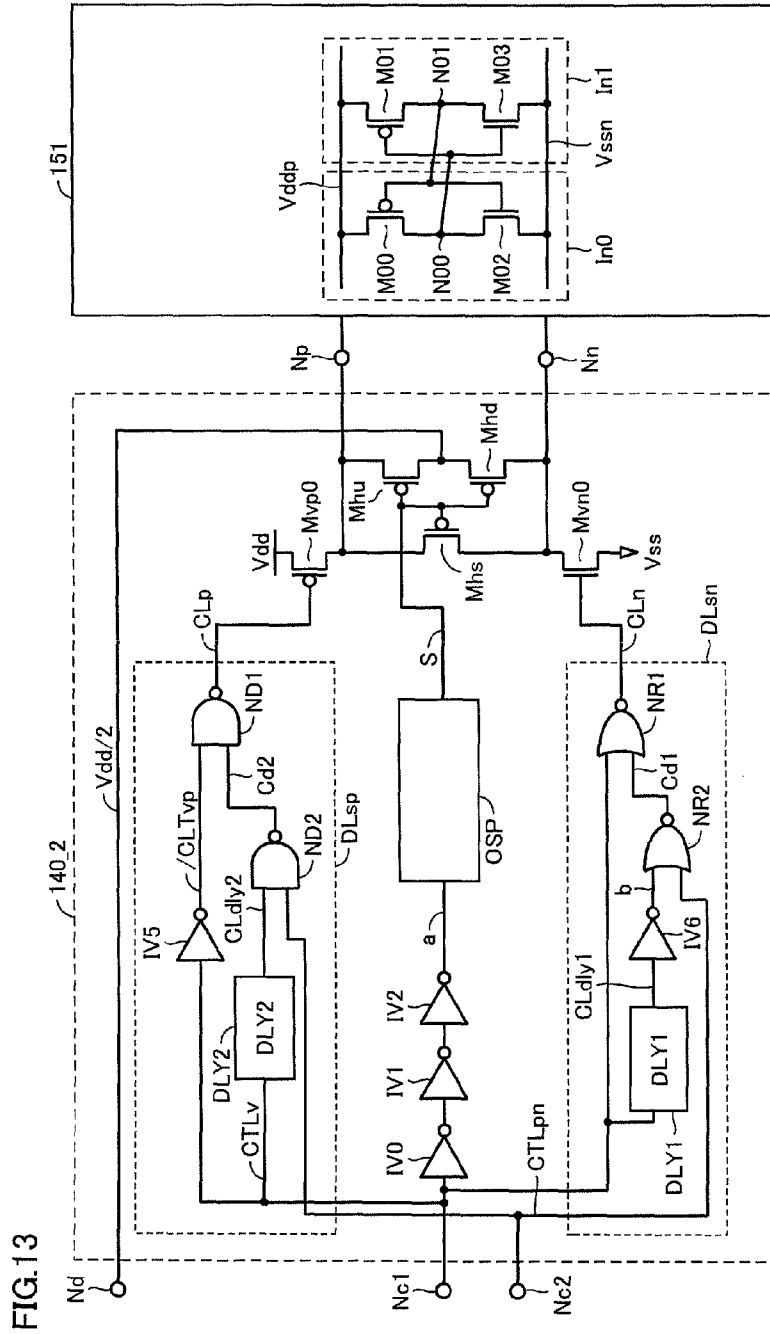 FIG.13
140_2
151
Nd
Vdd/2
IV5
/CLTvp
ND1
CLp
Vdd
Mvp0
Np
Vddp
M01
N01
M03
In1
Vssn
M00
N00
M02
In0
DLY2
DLY2
CLdly2
Cd2
ND2
DLsp
CTLv
Mhu
Mhd
Mhs
Nc1
IV0
IV1
IV2
a
OSP
S
Nc2
CTLpn
Nn
Mvn0
Vss
CLn
DLsn
NR1
Cd1
NR2
b
IV6
CLdly1
DLY1
DLY1